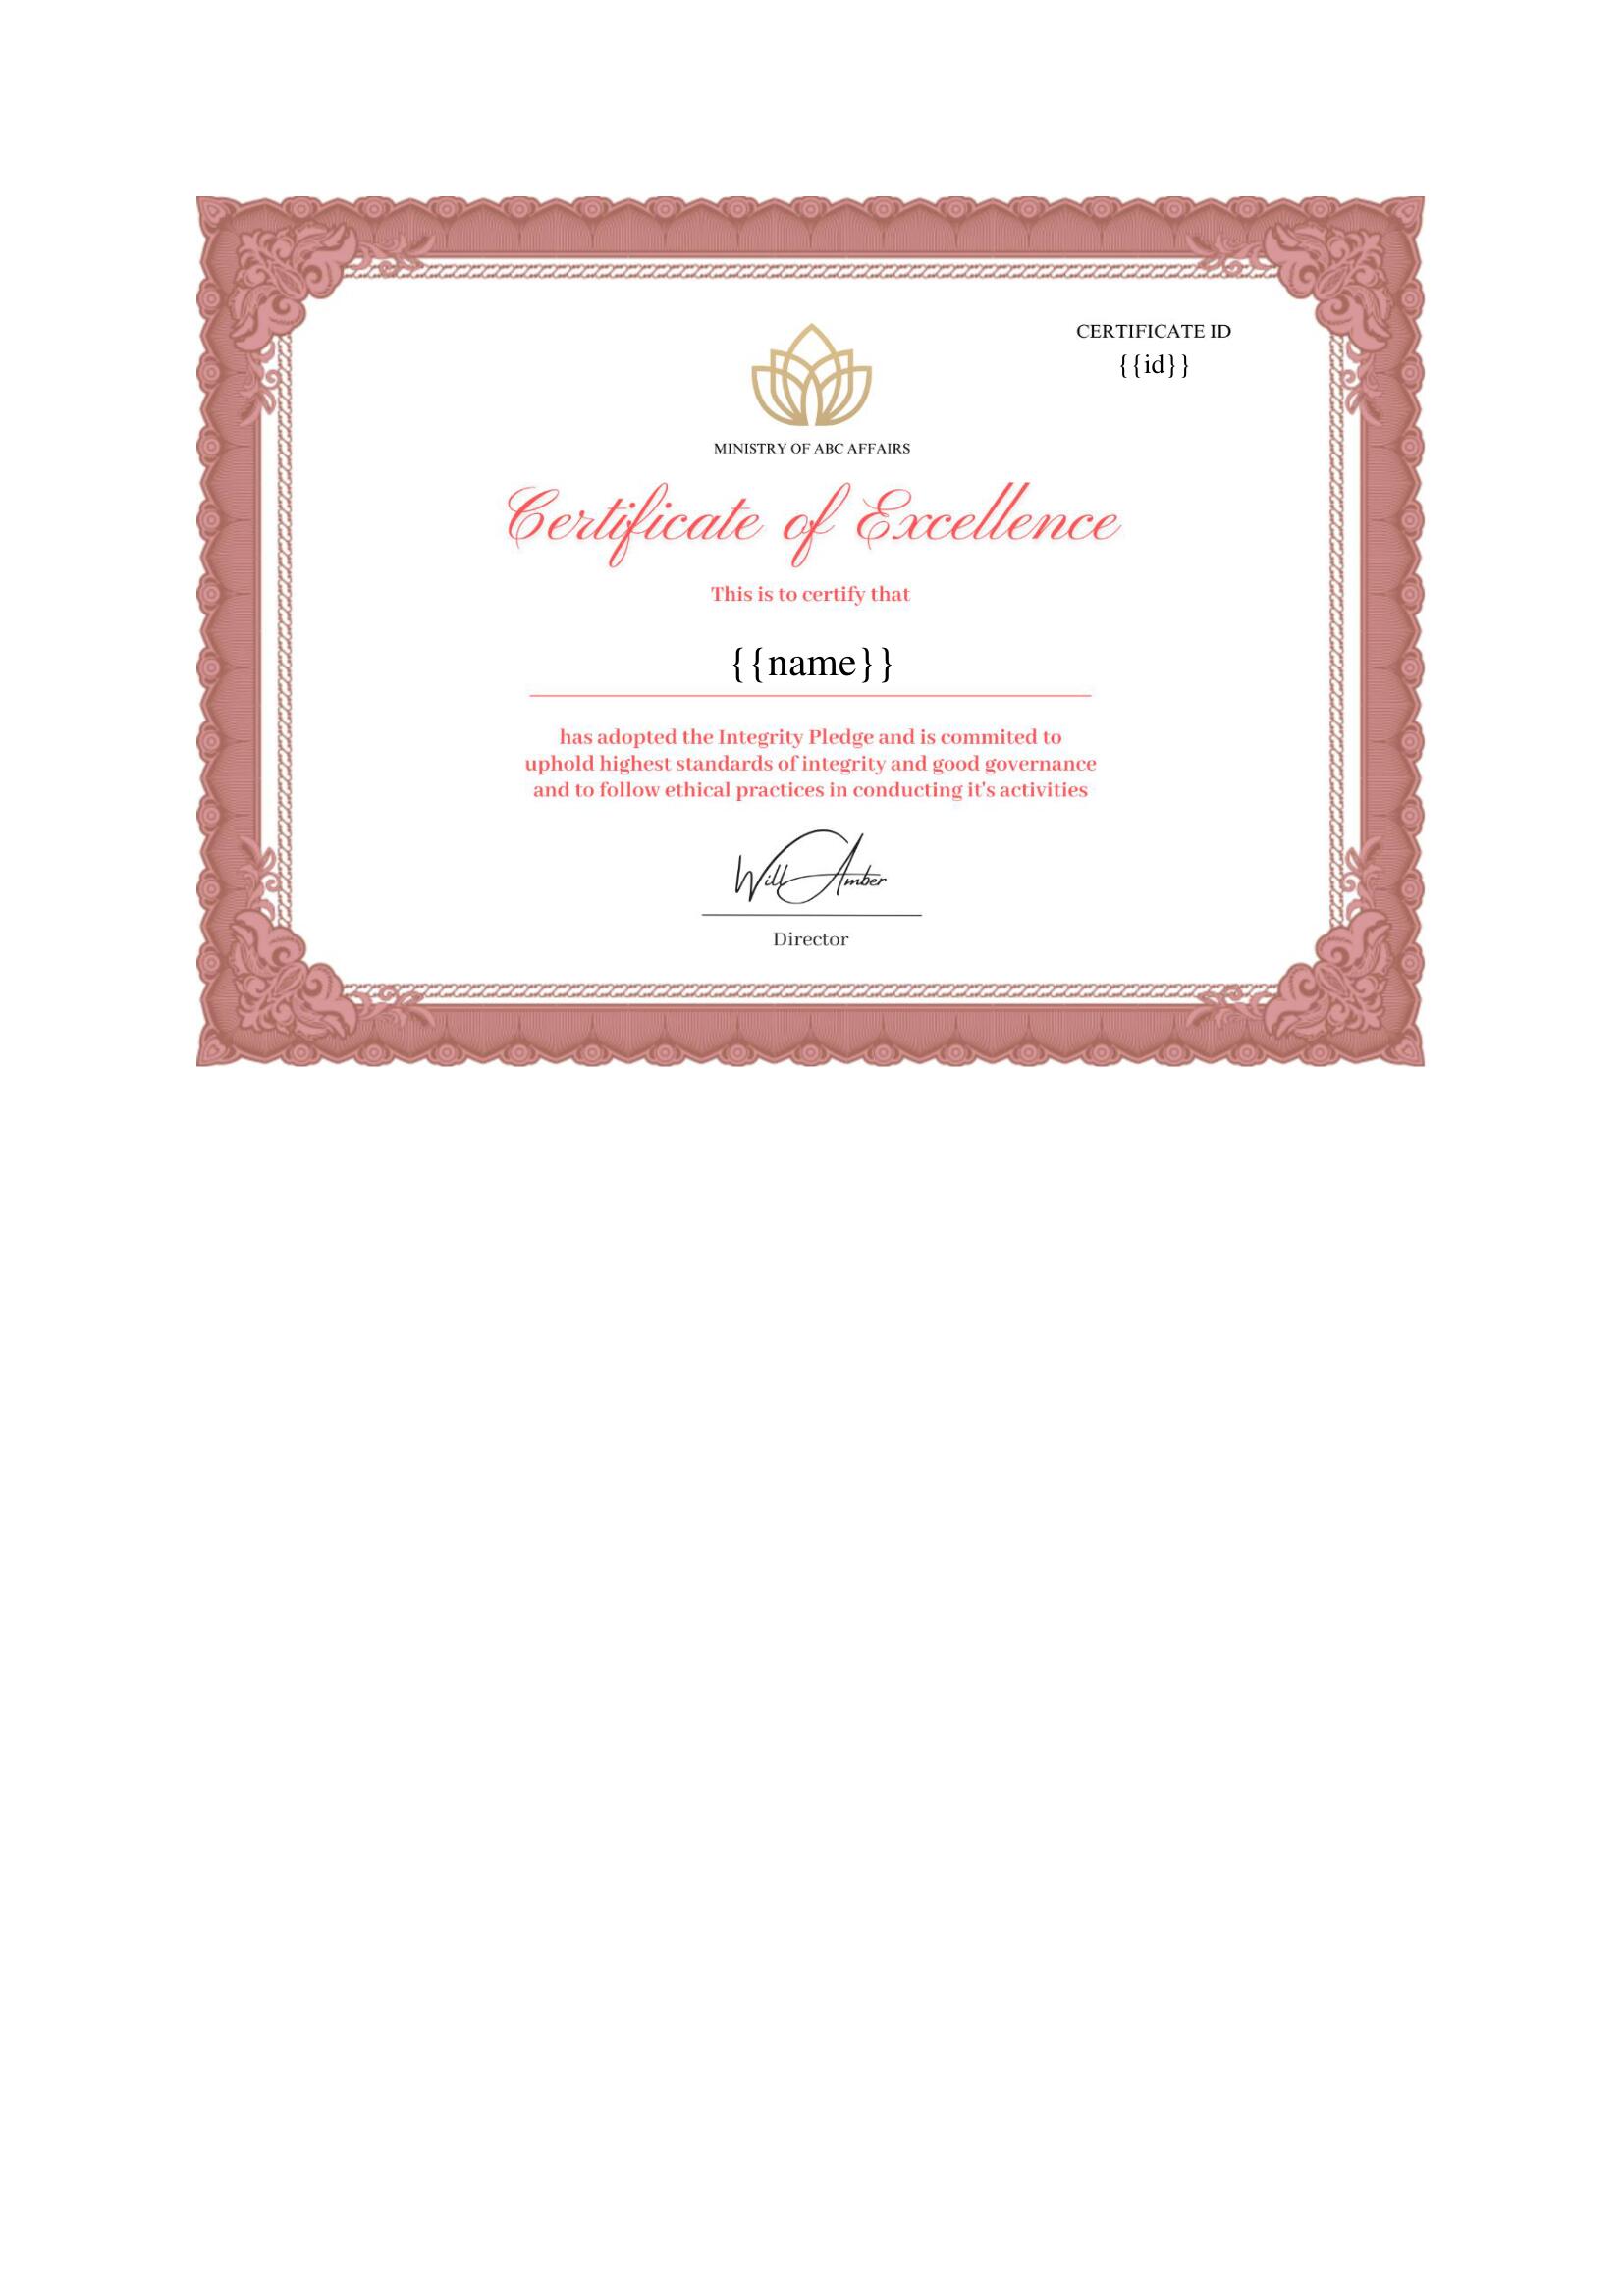 CERTIFICATE ID
{{id}}
MINISTRY OF ABC AFFAIRS
Certificate of Excellence
This is to certify that
{{name}}
has adopted the Integrity Pledge and is commited to
uphold highest standards of integrity and good governance
and to follow ethical practices in conducting it's activities
Will Amber
Director